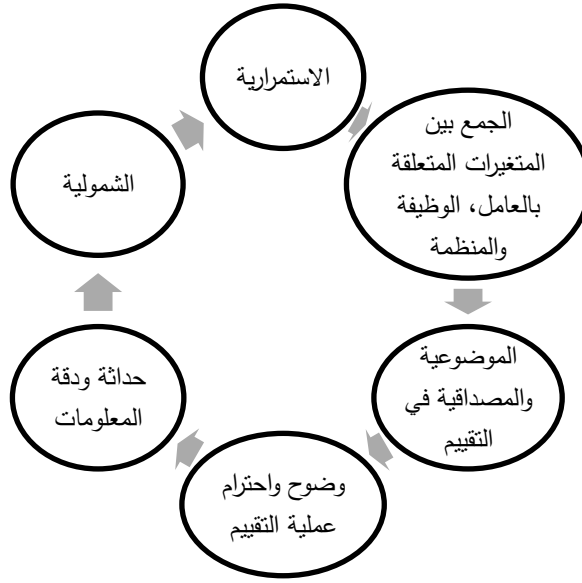 الاستمرارية
الجمع بين
المتغيرات المتعلقة
بالعامل، الوظيفة
والمنظمة
الموضوعية
والمصداقية في
التقييم
وضوح واحترام
عملية التقييم
حداثة ودقة
المعلومات
الشمولية